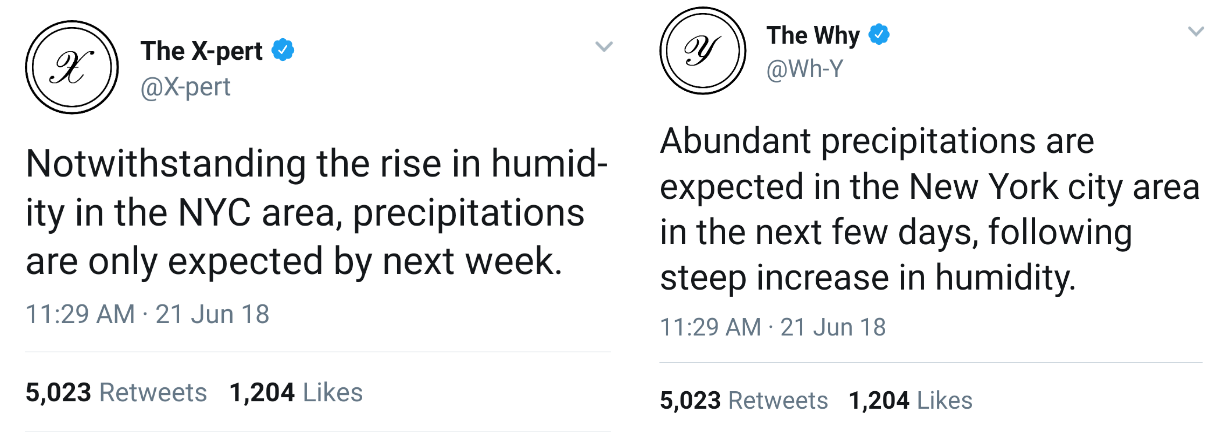 X
The X-pert
@X-pert
Notwithstanding the rise in humid-
ity in the NYC area, precipitations
are only expected by next week.
11:29 AM · 21 Jun 18
5,023 Retweets 1,204 Likes
Y
The Why
@Wh-Y
Abundant precipitations are
expected in the New York city area
in the next few days, following
steep increase in humidity.
11:29 AM · 21 Jun 18
5,023 Retweets 1,204 Likes